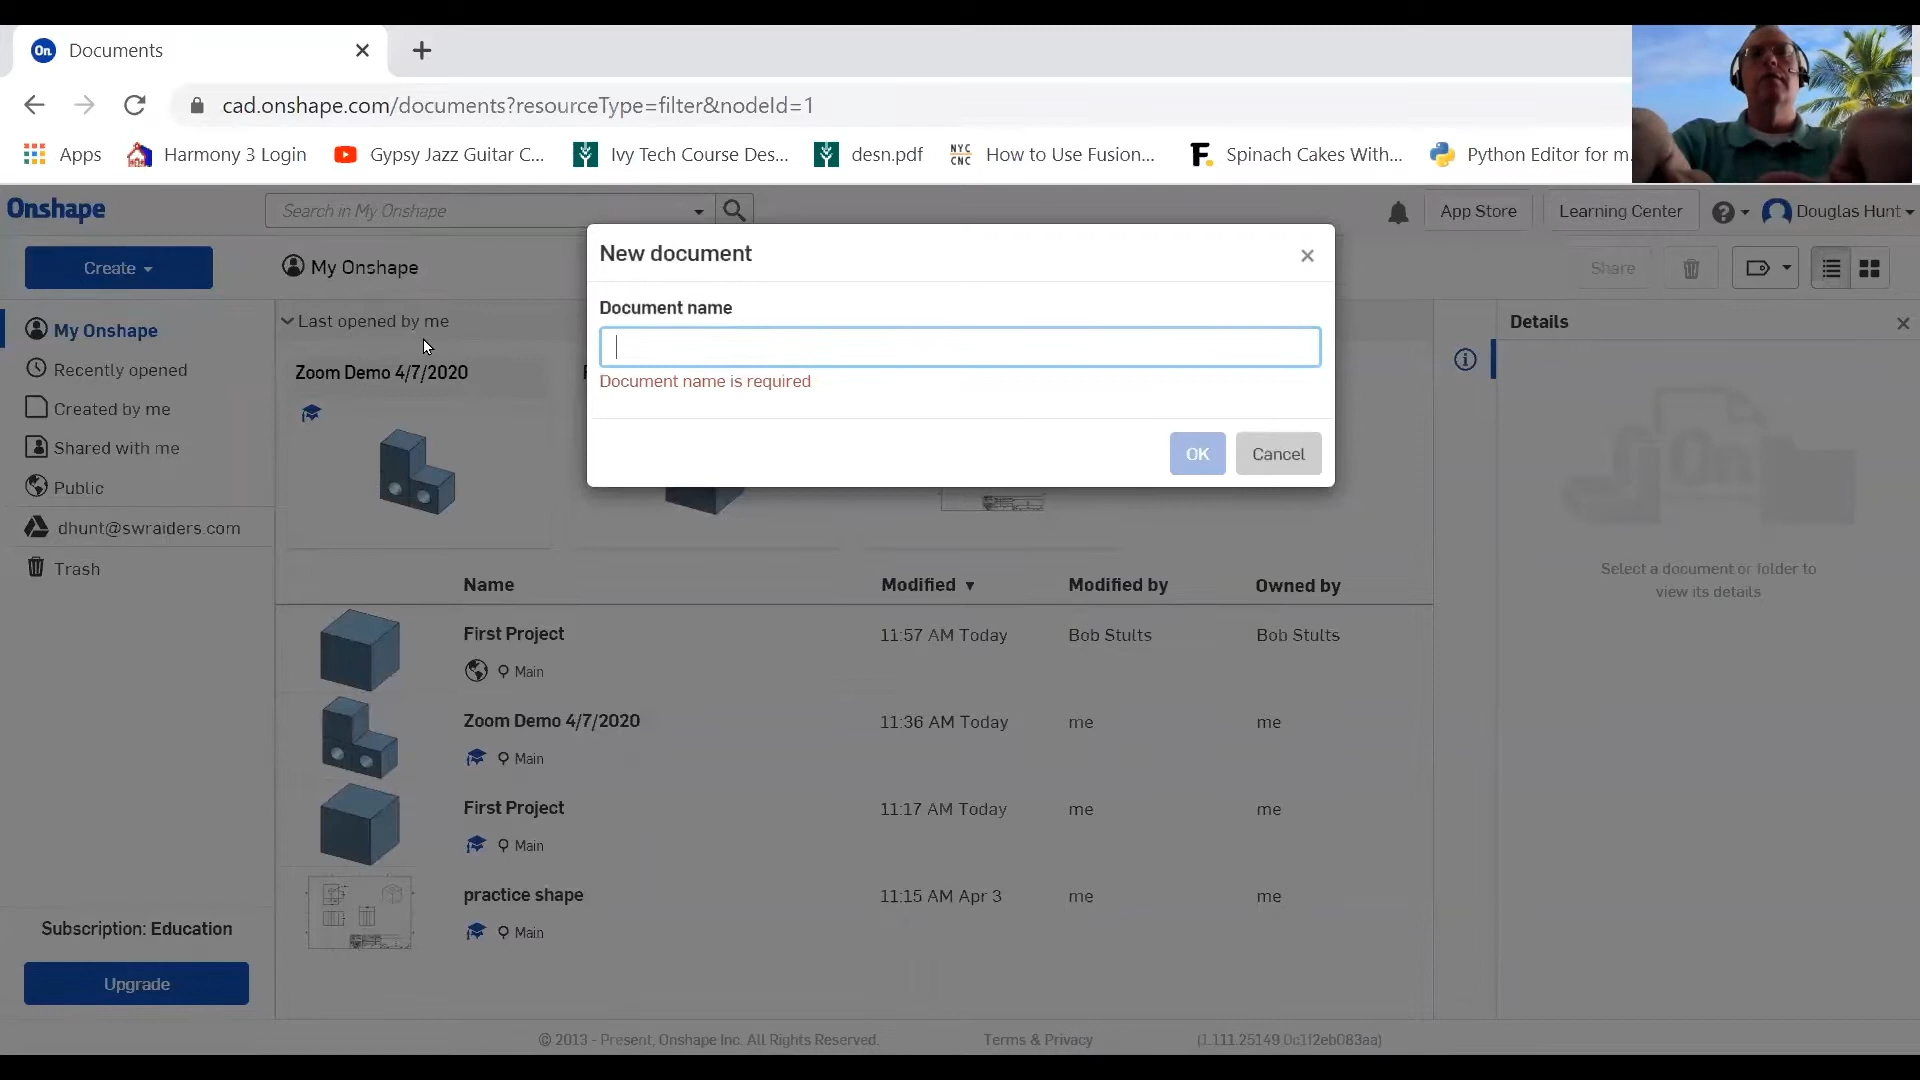 On Documents
cad.onshape.com/documents?resourceType=filter&nodeId=1
Apps Harmony 3 Login Gypsy Jazz Guitar C... Ivy Tech Course Des... desn.pdf NYC CNC How to Use Fusion... F. Spinach Cakes With... Python Editor for m.
Onshape Search in My Onshape App Store Learning Center Douglas Hunt
Create My Onshape Share
New document
Document name
Document name is required
OK Cancel
My Onshape
Recently opened
Created by me
Shared with me
Public
dhunt@swraiders.com
Trash
Subscription: Education
Upgrade
Last opened by me
Zoom Demo 4/7/2020
Name Modified Modified by Owned by
First Project 11:57 AM Today Bob Stults Bob Stults
Main
Zoom Demo 4/7/2020 11:36 AM Today me me
Main
First Project 11:17 AM Today me me
Main
practice shape 11:15 AM Apr 3 me me
Main
Details
On
Select a document or folder to
view its details
© 2013 - Present, Onshape Inc. All Rights Reserved. Terms & Privacy (1.111.25149.0c1f2eb083aa)